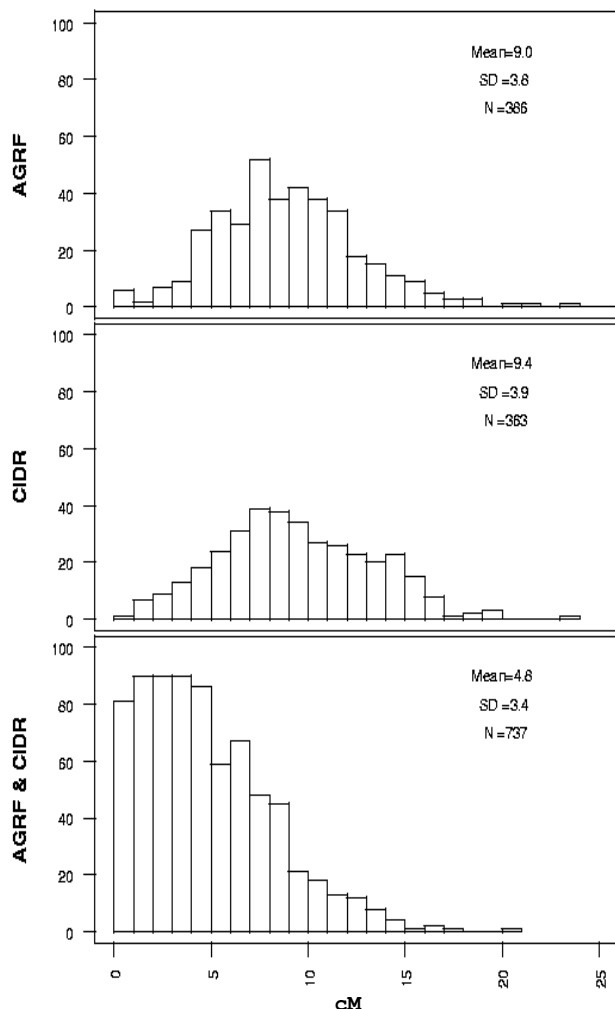 100
80
60
40
20
0
AGRF
Mean=9.0
SD =3.8
N =386
100
80
60
40
20
0
CIDR
Mean=9.4
SD =3.9
N =363
100
80
60
40
20
0
AGRF & CIDR
Mean=4.8
SD =3.4
N =737
0 5 10 15 20 25
cM